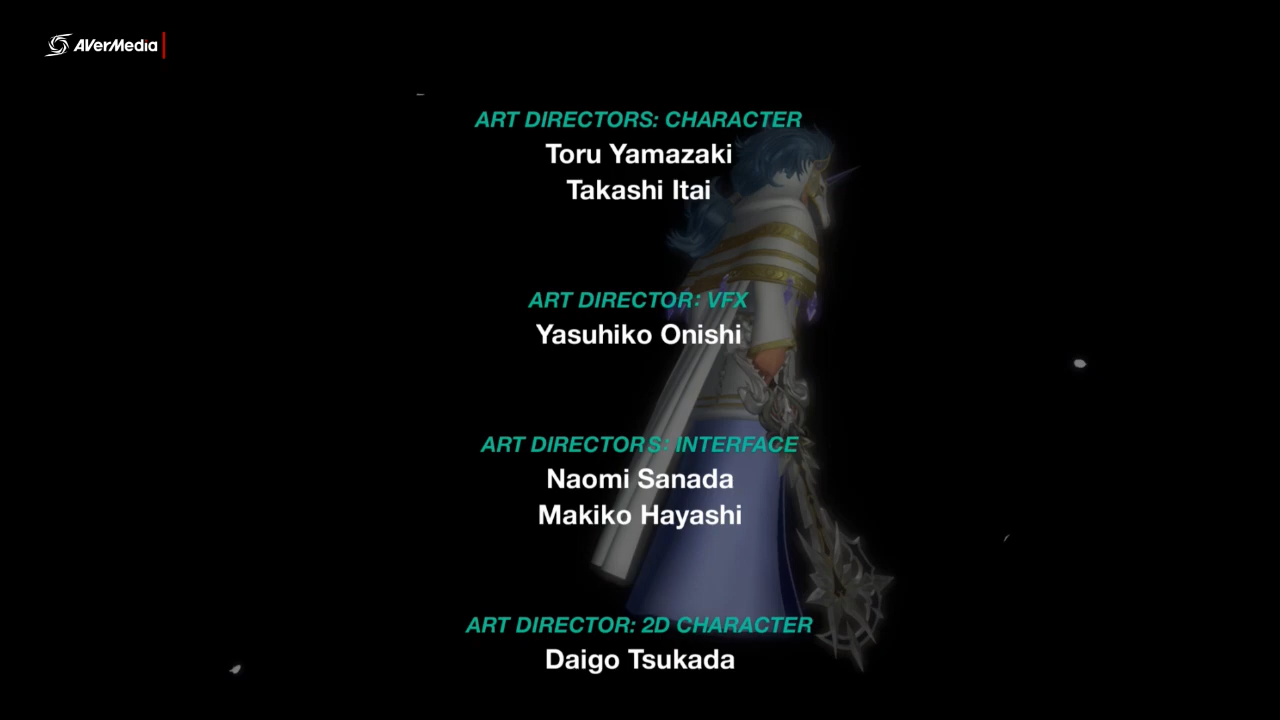 AVerMedia
ART DIRECTORS: CHARACTER
Toru Yamazaki
Takashi Itai
ART DIRECTOR: VFX
Yasuhiko Onishi
ART DIRECTORS: INTERFACE
Naomi Sanada
Makiko Hayashi
ART DIRECTOR: 2D CHARACTER
Daigo Tsukada